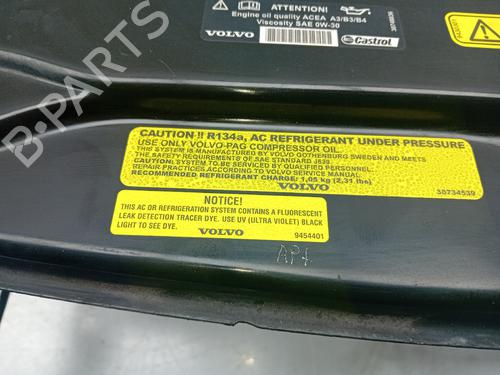 ATTENTION!
Engine oil quality ACEA A3/B3/B4
Viscosity SAE 0W-30
VOLVO
Castrol
CAUTION !! R134a, AC REFRIGERANT UNDER PRESSURE
USE ONLY VOLVO-PAG COMPRESSOR OIL
THIS SYSTEM IS MANUFACTURED BY VOLVO GOTHENBURG SWEDEN AND MEETS
THE SAFETY REQUIREMENTS OF SAE STANDARD J639.
CAUTION-SYSTEM TO BE SERVICED BY QUALIFIED PERSONNEL.
REPAIR PRACTICES ACCORDING TO VOLVO SERVICE MANUAL.
RECOMMENDED REFRIGERANT CHARGE: 1,05 kg (2,31 lbs)
VOLVO
30734539
NOTICE!
THIS AC OR REFRIGERATION SYSTEM CONTAINS A FLUORESCENT
LEAK DETECTION TRACER DYE. USE UV (ULTRA VIOLET) BLACK
LIGHT TO SEE DYE.
VOLVO
9454401
B-PARTS